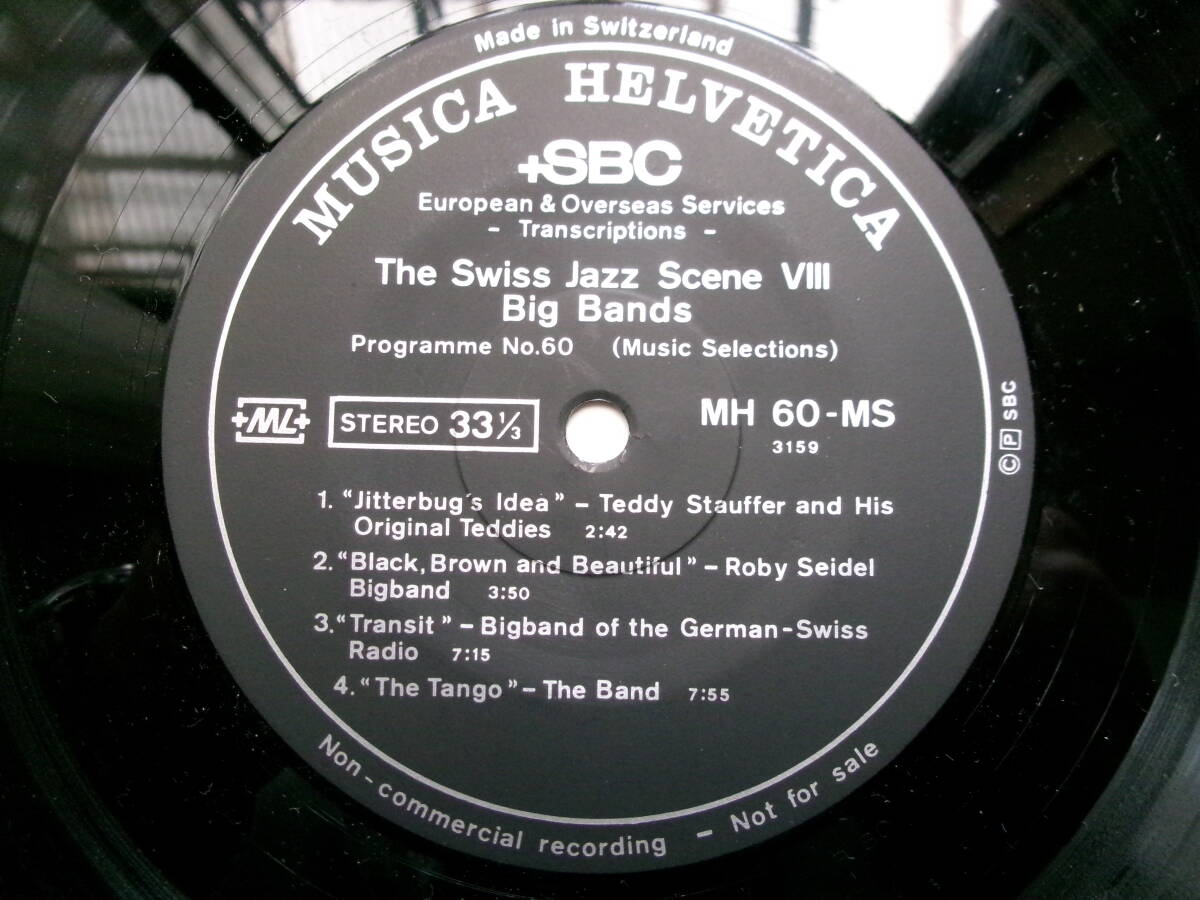 Made in Switzerland
MUSICA HELVETICA
+SBC
European & Overseas Services
- Transcriptions -
The Swiss Jazz Scene VIII
Big Bands
Programme No.60 (Music Selections)
+ML+ STEREO 33⅓ MH 60-MS
3159
© Ⓟ SBC
1. “Jitterbug's Idea” – Teddy Stauffer and His
Original Teddies 2:42
2. “Black, Brown and Beautiful” – Roby Seidel
Bigband 3:50
3. “Transit” – Bigband of the German-Swiss
Radio 7:15
4. “The Tango” – The Band 7:55
Non-commercial recording – Not for sale